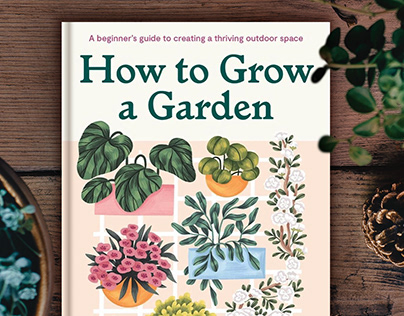 A beginner's guide to creating a thriving outdoor space
How to Grow
a Garden